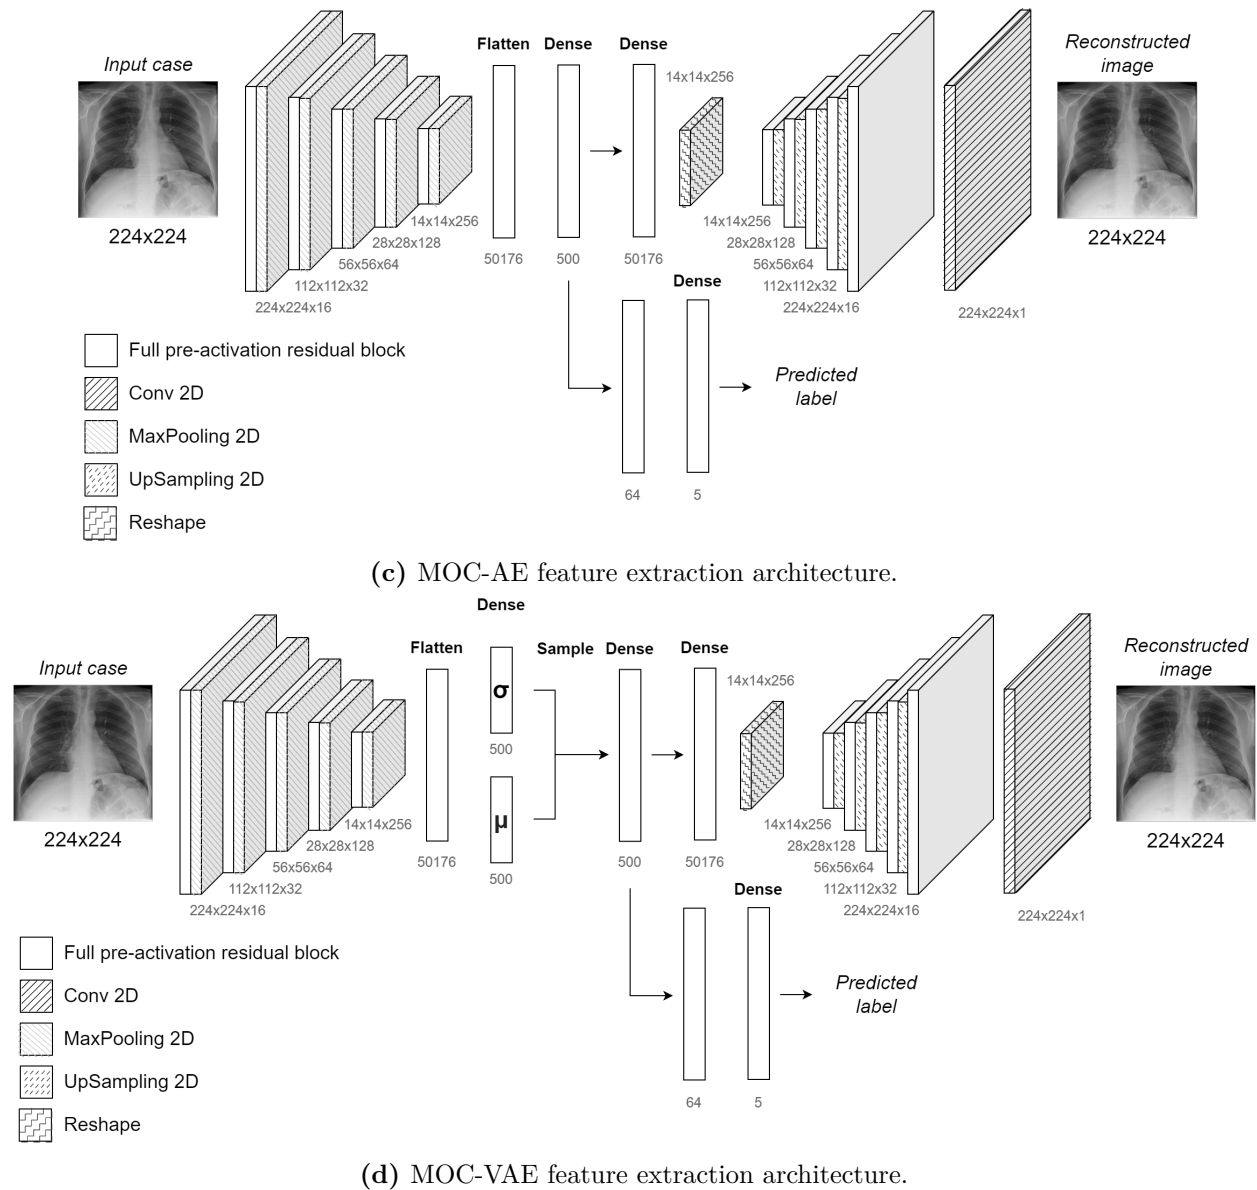 Input case
224x224
224x224x16
112x112x32
56x56x64
28x28x128
14x14x256
Flatten
50176
Dense
500
Dense
50176
14x14x256
14x14x256
28x28x128
56x56x64
112x112x32
224x224x16
224x224x1
Reconstructed
image
224x224
Dense
64
5
Predicted
label
Full pre-activation residual block
Conv 2D
MaxPooling 2D
UpSampling 2D
Reshape
(c) MOC-AE feature extraction architecture.
Input case
224x224
224x224x16
112x112x32
56x56x64
28x28x128
14x14x256
Flatten
50176
Dense
σ
500
μ
500
Sample
Dense
500
Dense
50176
14x14x256
14x14x256
28x28x128
56x56x64
112x112x32
224x224x16
224x224x1
Reconstructed
image
224x224
Dense
64
5
Predicted
label
Full pre-activation residual block
Conv 2D
MaxPooling 2D
UpSampling 2D
Reshape
(d) MOC-VAE feature extraction architecture.